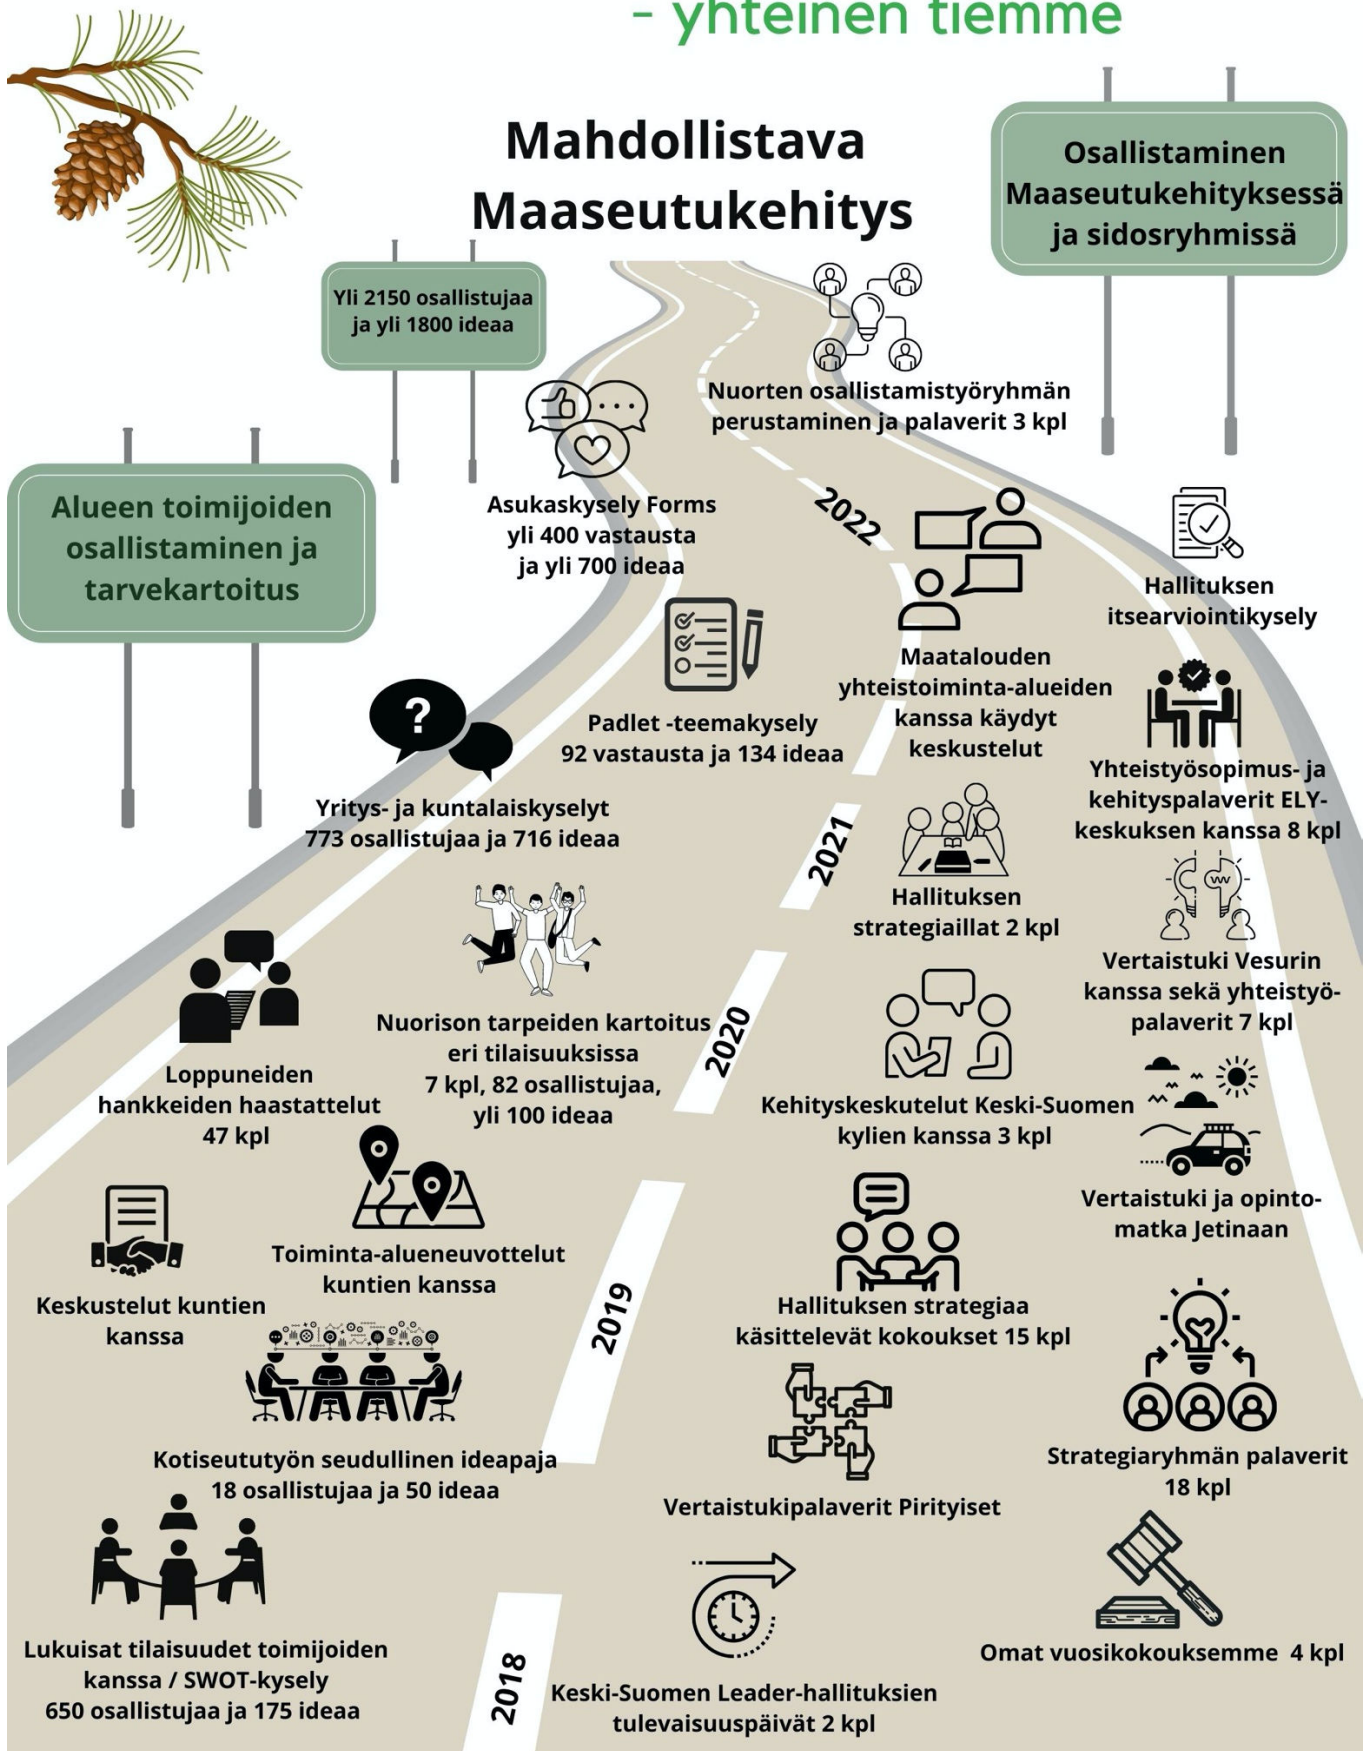 - yhteinen tiemme
Mahdollistava
Maaseutukehitys
Osallistaminen
Maaseutukehityksessä
ja sidosryhmissä
Yli 2150 osallistujaa
ja yli 1800 ideaa
Nuorten osallistamistyöryhmän
perustaminen ja palaverit 3 kpl
Alueen toimijoiden
osallistaminen ja
tarvekartoitus
Asukaskysely Forms
yli 400 vastausta
ja yli 700 ideaa
2022
Hallituksen
itsearviointikysely
Maatalouden
yhteistoiminta-alueiden
kanssa käydyt
keskustelut
Padlet -teemakysely
92 vastausta ja 134 ideaa
?
Yritys- ja kuntalaiskyselyt
773 osallistujaa ja 716 ideaa
Yhteistyösopimus- ja
kehityspalaverit ELY-
keskuksen kanssa 8 kpl
2021
Hallituksen
strategiaillat 2 kpl
Vertaistuki Vesurin
kanssa sekä yhteistyö-
palaverit 7 kpl
Nuorison tarpeiden kartoitus
eri tilaisuuksissa
7 kpl, 82 osallistujaa,
yli 100 ideaa
2020
Loppuneiden
hankkeiden haastattelut
47 kpl
Kehityskeskutelut Keski-Suomen
kylien kanssa 3 kpl
Vertaistuki ja opinto-
matka Jetinaan
Toiminta-alueneuvottelut
kuntien kanssa
Keskustelut kuntien
kanssa
2019
Hallituksen strategiaa
käsittelevät kokoukset 15 kpl
Kotiseututyön seudullinen ideapaja
18 osallistujaa ja 50 ideaa
Strategiaryhmän palaverit
18 kpl
Vertaistukipalaverit Pirityiset
Lukuisat tilaisuudet toimijoiden
kanssa / SWOT-kysely
650 osallistujaa ja 175 ideaa
2018
Omat vuosikokouksemme 4 kpl
Keski-Suomen Leader-hallituksien
tulevaisuuspäivät 2 kpl